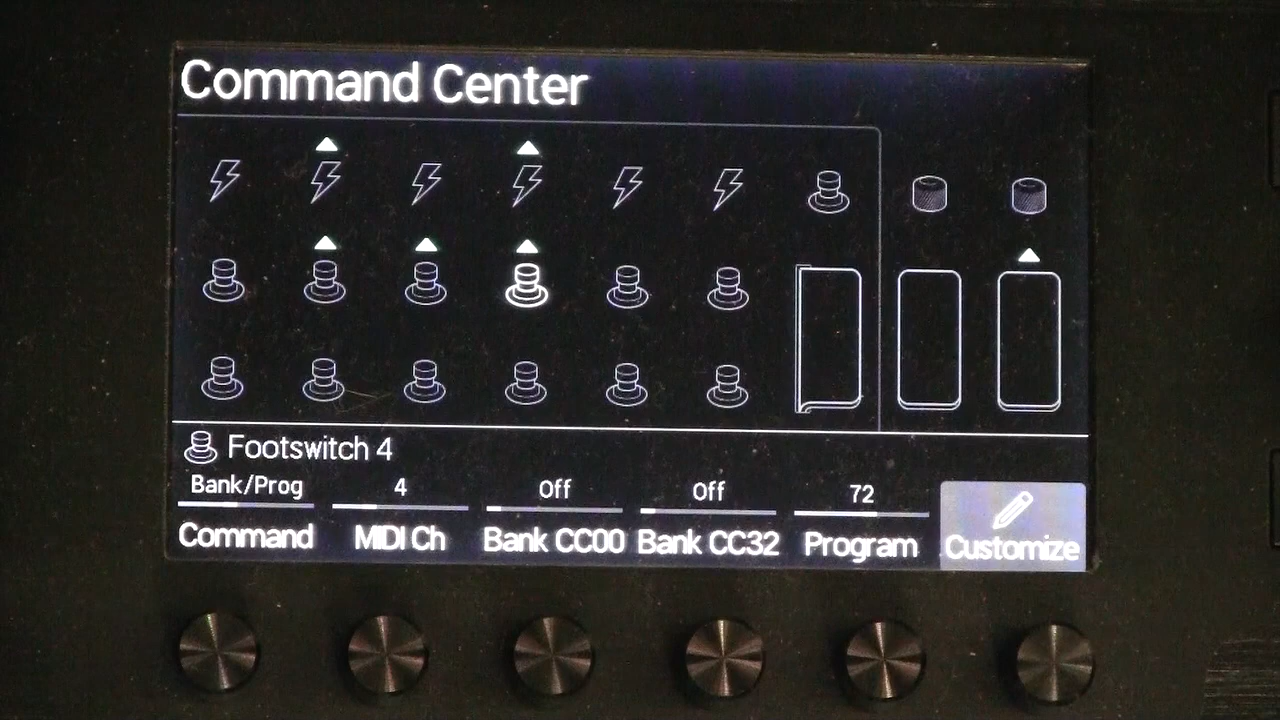 Command Center
Footswitch 4
Bank/Prog 4 Off Off 72
Command MIDI Ch Bank CC00 Bank CC32 Program Customize